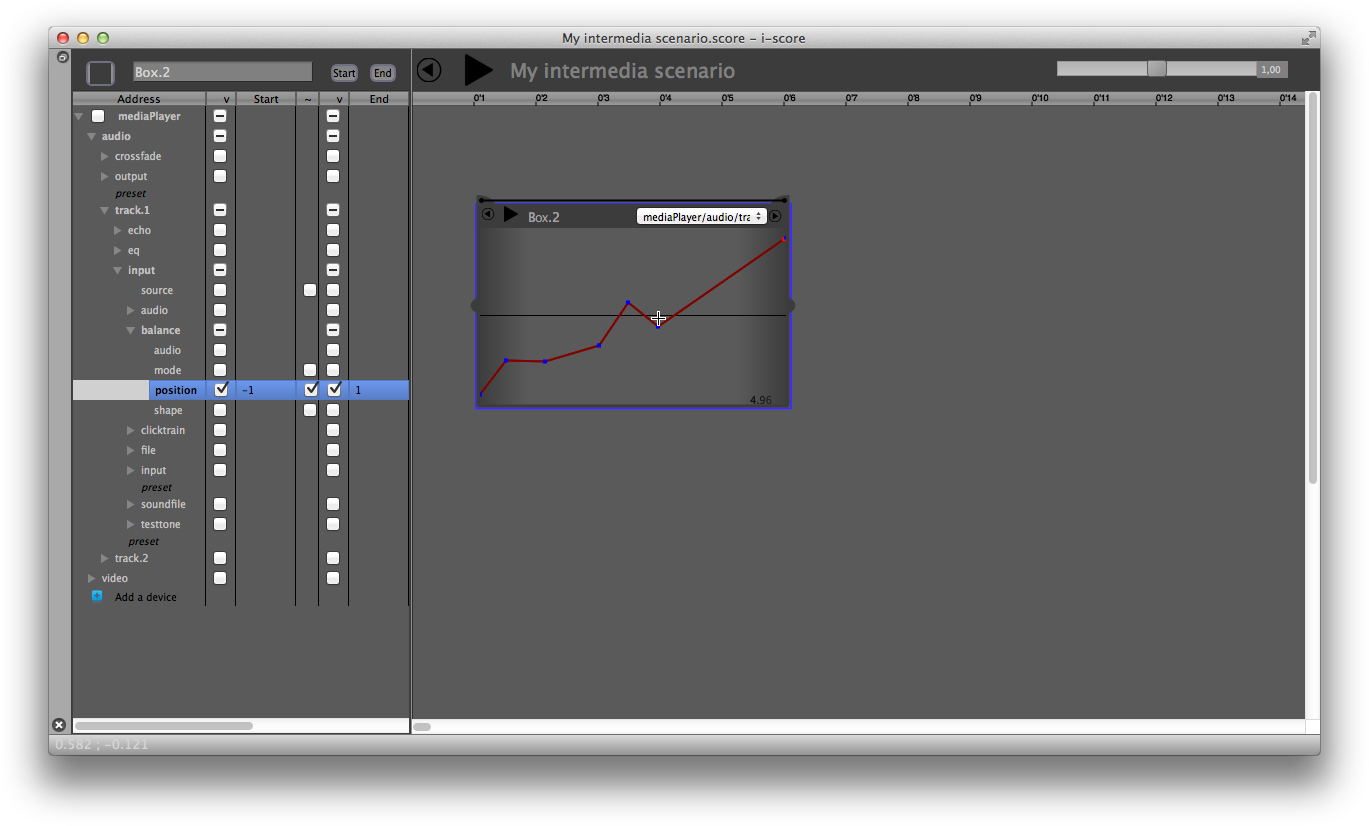 My intermedia scenario.score – i-score
Box.2 Start End
My intermedia scenario 1,00
Address v Start ~ v End
0'1 0'2 0'3 0'4 0'5 0'6 0'7 0'8 0'9 0'10 0'11 0'12 0'13 0'14
mediaPlayer
audio
crossfade
output
preset
track.1
echo
eq
input
source
audio
balance
audio
mode
position -1 1
shape
clicktrain
file
input
preset
soundfile
testtone
preset
track.2
video
Add a device
Box.2 mediaPlayer/audio/tra
4.96
0.582 ; -0.121